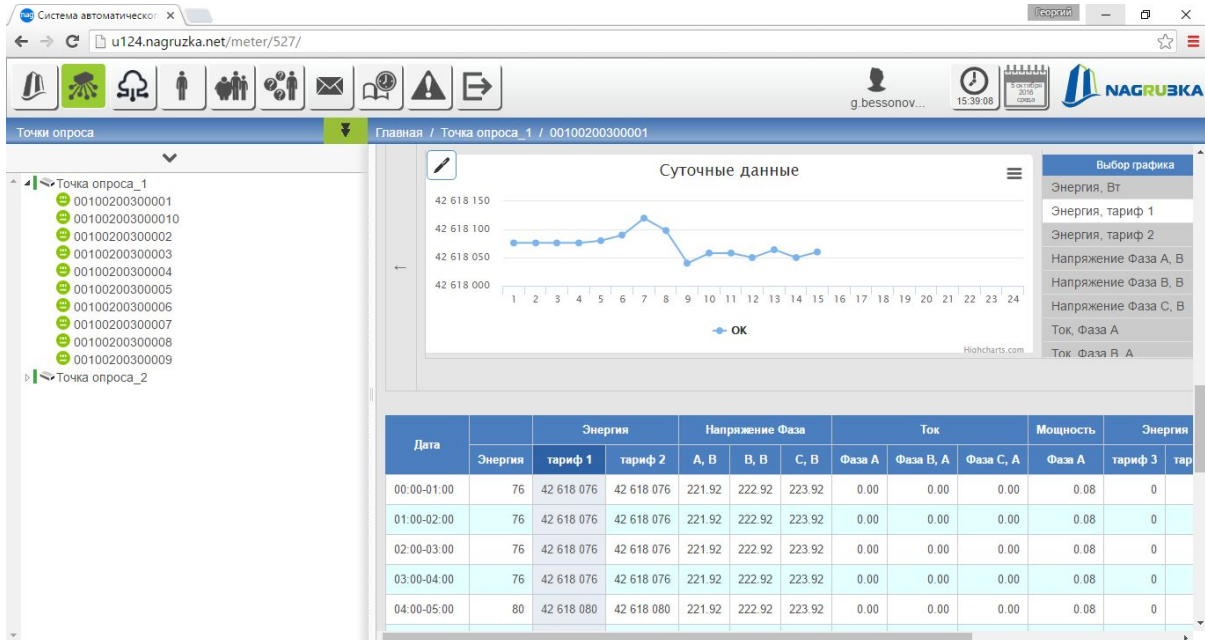 Система автоматическог
Георгий
u124.nagruzka.net/meter/527/
g.bessonov...
15:39:08
5 октября
2016
среда
NAGRUЗKA
Точки опроса
Главная / Точка опроса_1 / 00100200300001
Точка опроса_1
00100200300001
001002003000010
00100200300002
00100200300003
00100200300004
00100200300005
00100200300006
00100200300007
00100200300008
00100200300009
Точка опроса_2
Суточные данные
42 618 150
42 618 100
42 618 050
42 618 000
1 2 3 4 5 6 7 8 9 10 11 12 13 14 15 16 17 18 19 20 21 22 23 24
OK
Highcharts.com
Выбор графика
Энергия, Вт
Энергия, тариф 1
Энергия, тариф 2
Напряжение Фаза А, В
Напряжение Фаза В, В
Напряжение Фаза С, В
Ток, Фаза А
Ток, Фаза В, А
Дата Энергия Напряжение Фаза Ток Мощность Энергия
Энергия тариф 1 тариф 2 А, В В, В С, В Фаза А Фаза В, А Фаза С, А Фаза А тариф 3 тар
00:00-01:00 76 42 618 076 42 618 076 221.92 222.92 223.92 0.00 0.00 0.00 0.08 0
01:00-02:00 76 42 618 076 42 618 076 221.92 222.92 223.92 0.00 0.00 0.00 0.08 0
02:00-03:00 76 42 618 076 42 618 076 221.92 222.92 223.92 0.00 0.00 0.00 0.08 0
03:00-04:00 76 42 618 076 42 618 076 221.92 222.92 223.92 0.00 0.00 0.00 0.08 0
04:00-05:00 80 42 618 080 42 618 080 221.92 222.92 223.92 0.00 0.00 0.00 0.08 0